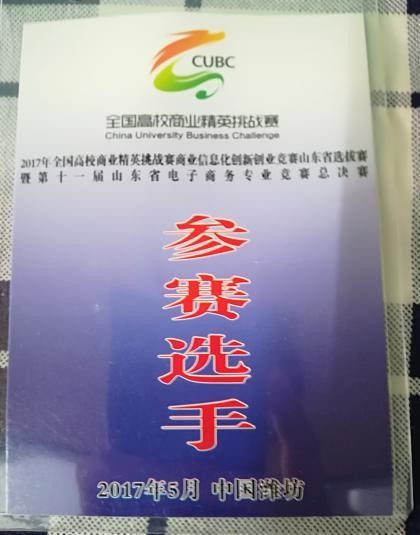 CUBC
全国高校商业精英挑战赛
China University Business Challenge
2017年全国高校商业精英挑战赛商业信息化创新创业竞赛山东省选拔赛
暨第十一届山东省电子商务专业竞赛总决赛
参
赛
选
手
2017年5月 中国潍坊